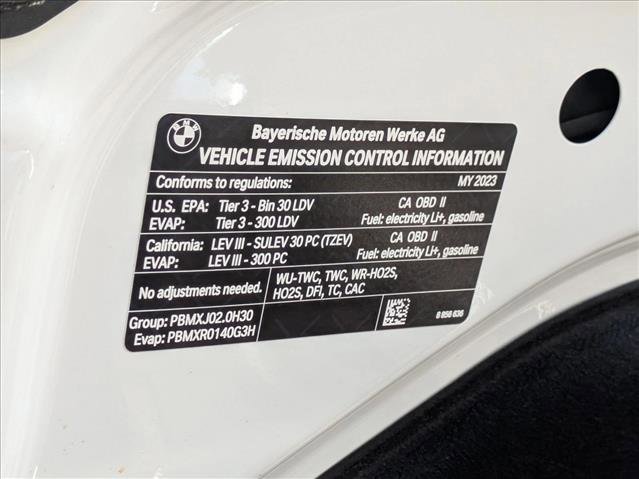 BMW
Bayerische Motoren Werke AG
VEHICLE EMISSION CONTROL INFORMATION
Conforms to regulations: MY 2023
U.S. EPA: Tier 3 - Bin 30 LDV CA OBD II
EVAP: Tier 3 - 300 LDV Fuel: electricity Li+, gasoline
California: LEV III - SULEV 30 PC (TZEV) CA OBD II
EVAP: LEV III - 300 PC Fuel: electricity Li+, gasoline
No adjustments needed. WU-TWC, TWC, WR-HO2S,
HO2S, DFI, TC, CAC
Group: PBMXJ02.0H30
Evap: PBMXR0140G3H 8 856 636